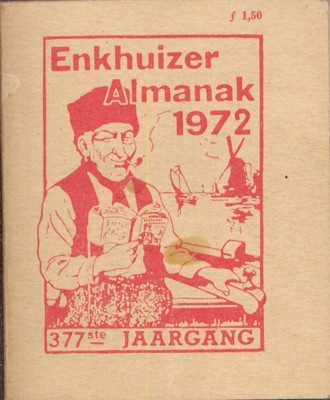 ƒ 1,50
Enkhuizer
Almanak
1972
377ste JAARGANG